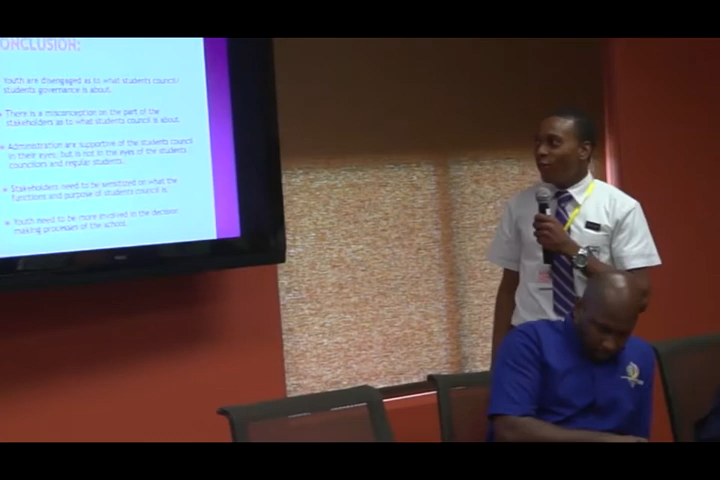 ONCLUSION:
Youth are disengaged as to what students council
students governance is about.
There is a misconception on the part of the
stakeholders as to what students council is about.
Administration are supportive of the students council
in their eyes; but is not in the eyes of the students
councilors and regular students.
Stakeholders need to be sensitized on what the
functions and purpose of students council is.
Youth need to be more involved in the decision
making processes of the school.